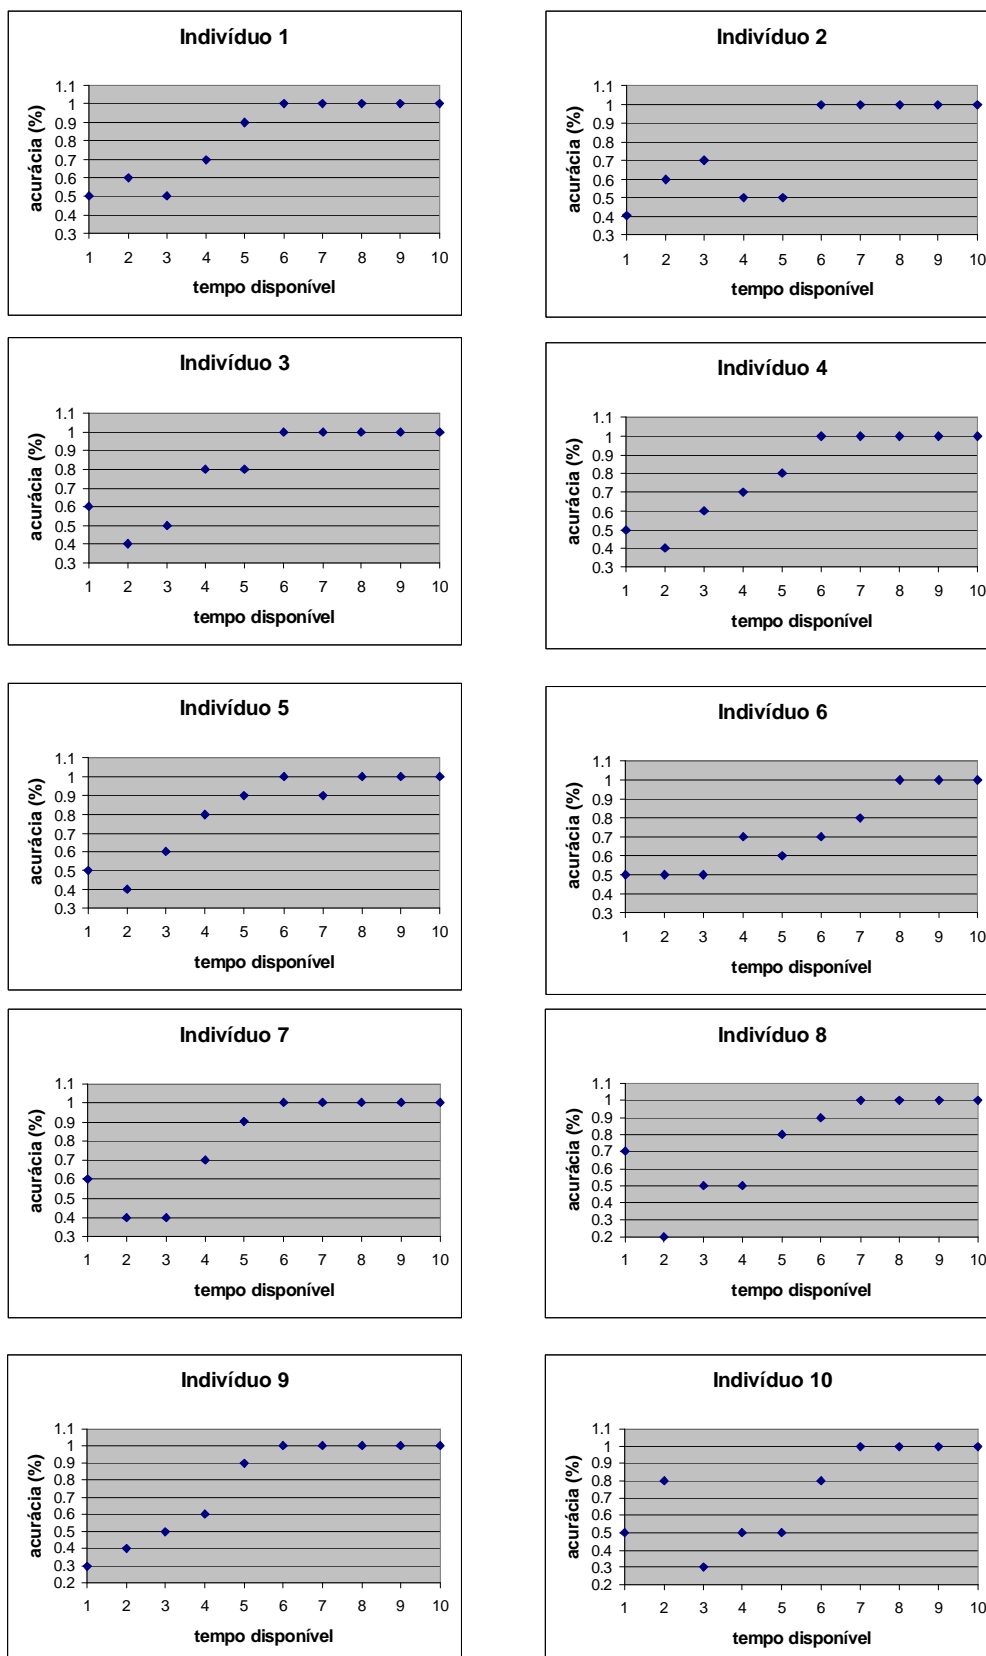 Indivíduo 1
acurácia (%)
1.1
1
0.9
0.8
0.7
0.6
0.5
0.4
0.3
1 2 3 4 5 6 7 8 9 10
tempo disponível
Indivíduo 2
acurácia (%)
1.1
1
0.9
0.8
0.7
0.6
0.5
0.4
0.3
1 2 3 4 5 6 7 8 9 10
tempo disponível
Indivíduo 3
acurácia (%)
1.1
1
0.9
0.8
0.7
0.6
0.5
0.4
0.3
1 2 3 4 5 6 7 8 9 10
tempo disponível
Indivíduo 4
acurácia (%)
1.1
1
0.9
0.8
0.7
0.6
0.5
0.4
0.3
1 2 3 4 5 6 7 8 9 10
tempo disponível
Indivíduo 5
acurácia (%)
1.1
1
0.9
0.8
0.7
0.6
0.5
0.4
0.3
1 2 3 4 5 6 7 8 9 10
tempo disponível
Indivíduo 6
acurácia (%)
1.1
1
0.9
0.8
0.7
0.6
0.5
0.4
0.3
1 2 3 4 5 6 7 8 9 10
tempo disponível
Indivíduo 7
acurácia (%)
1.1
1
0.9
0.8
0.7
0.6
0.5
0.4
0.3
1 2 3 4 5 6 7 8 9 10
tempo disponível
Indivíduo 8
acurácia (%)
1.1
1
0.9
0.8
0.7
0.6
0.5
0.4
0.3
0.2
1 2 3 4 5 6 7 8 9 10
tempo disponível
Indivíduo 9
acurácia (%)
1.1
1
0.9
0.8
0.7
0.6
0.5
0.4
0.3
0.2
1 2 3 4 5 6 7 8 9 10
tempo disponível
Indivíduo 10
acurácia (%)
1.1
1
0.9
0.8
0.7
0.6
0.5
0.4
0.3
0.2
1 2 3 4 5 6 7 8 9 10
tempo disponível